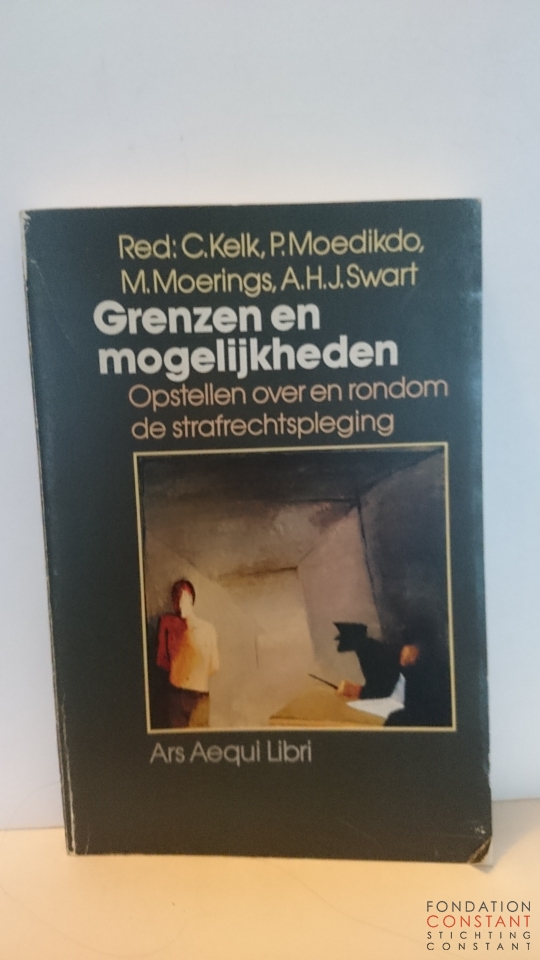 Red: C.Kelk, P.Moedikdo,
M.Moerings, A.H.J.Swart
Grenzen en
mogelijkheden
Opstellen over en rondom
de strafrechtspleging
Ars Aequi Libri
FONDATION
CONSTANT
STICHTING
CONSTANT